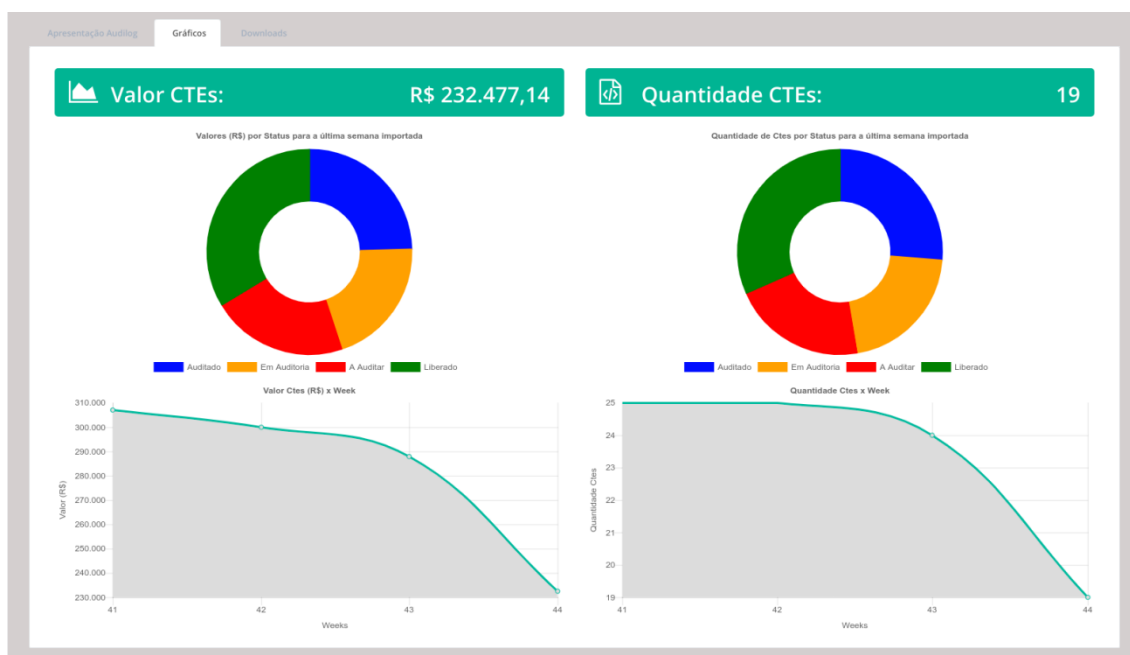 Apresentação Audilog Gráficos Downloads
Valor CTEs: R$ 232.477,14
Quantidade CTEs: 19
Valores (R$) por Status para a última semana importada
Auditado Em Auditoria A Auditar Liberado
Quantidade de Ctes por Status para a última semana importada
Auditado Em Auditoria A Auditar Liberado
Valor Ctes (R$) x Week
Valor (R$)
310.000
300.000
290.000
280.000
270.000
260.000
250.000
240.000
230.000
41 42 43 44
Weeks
Quantidade Ctes x Week
Quantidade Ctes
25
24
23
22
21
20
19
41 42 43 44
Weeks